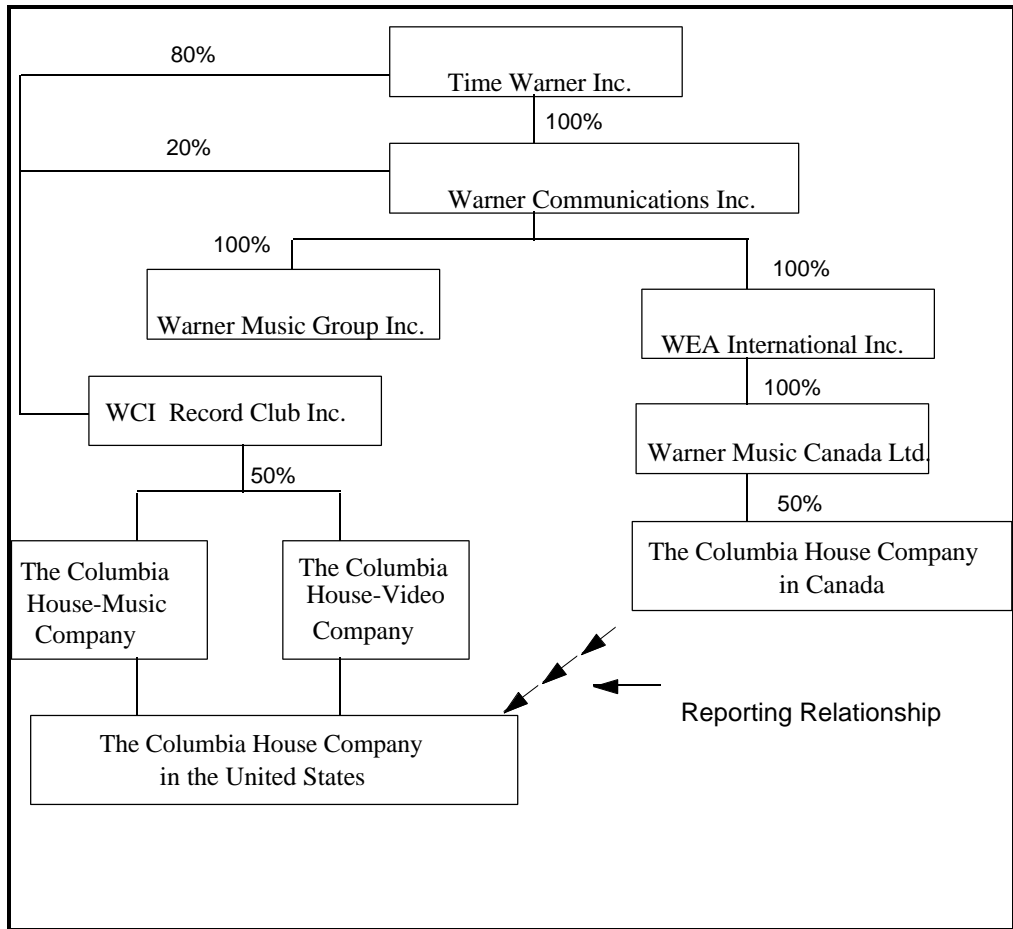 80%
Time Warner Inc.
100%
20%
Warner Communications Inc.
100%
100%
Warner Music Group Inc.
WEA International Inc.
100%
WCI Record Club Inc.
Warner Music Canada Ltd.
50%
50%
The Columbia
House-Music
Company
The Columbia
House-Video
Company
The Columbia House Company
in Canada
Reporting Relationship
The Columbia House Company
in the United States